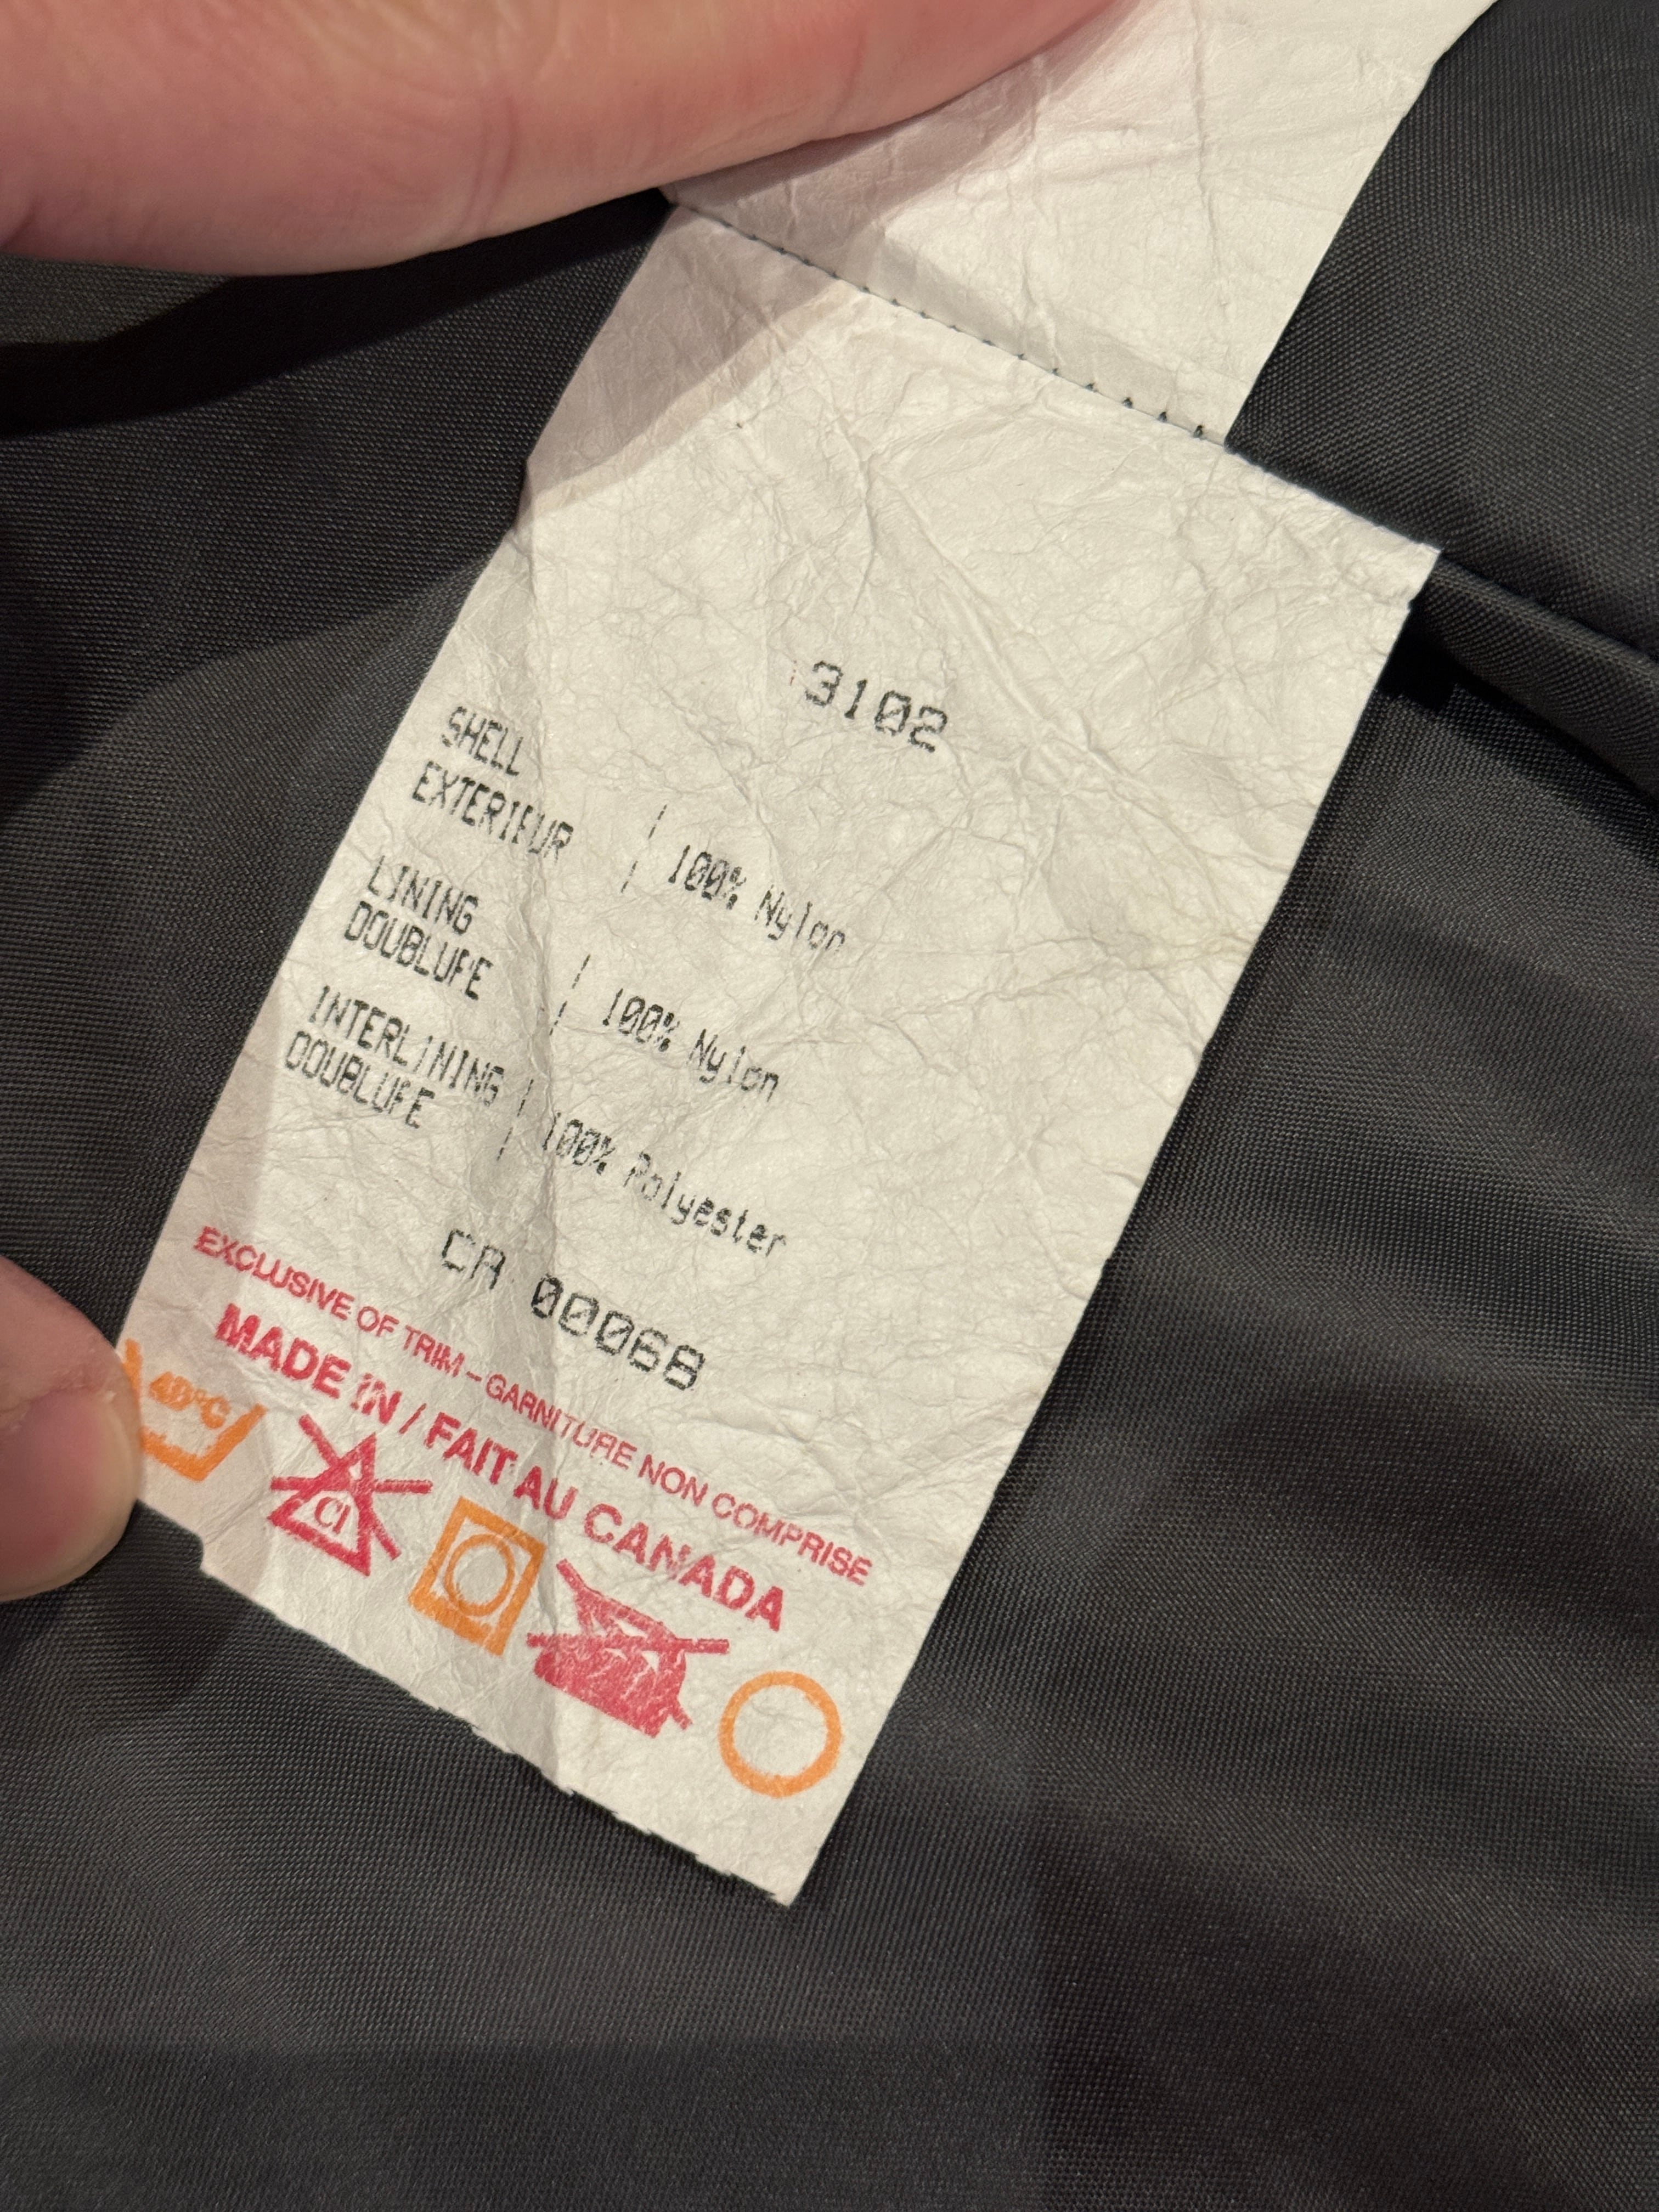 3102
SHELL
EXTERIEUR | 100% Nylon
LINING
DOUBLURE | 100% Nylon
INTERLINING
DOUBLURE | 100% Polyester
CA 00068
EXCLUSIVE OF TRIM – GARNITURE NON COMPRISE
MADE IN / FAIT AU CANADA
40°C
Cl